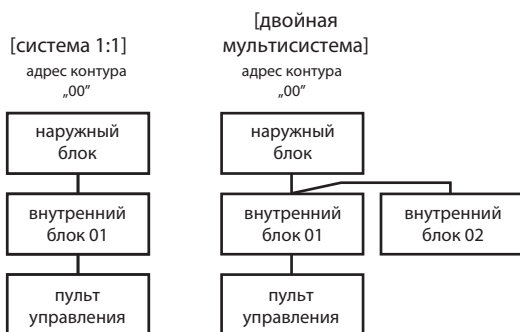 [система 1:1]
адрес контура
„00”
наружный
блок
внутренний
блок 01
пульт
управления
[двойная
мультисистема]
адрес контура
„00”
наружный
блок
внутренний
блок 01
внутренний
блок 02
пульт
управления